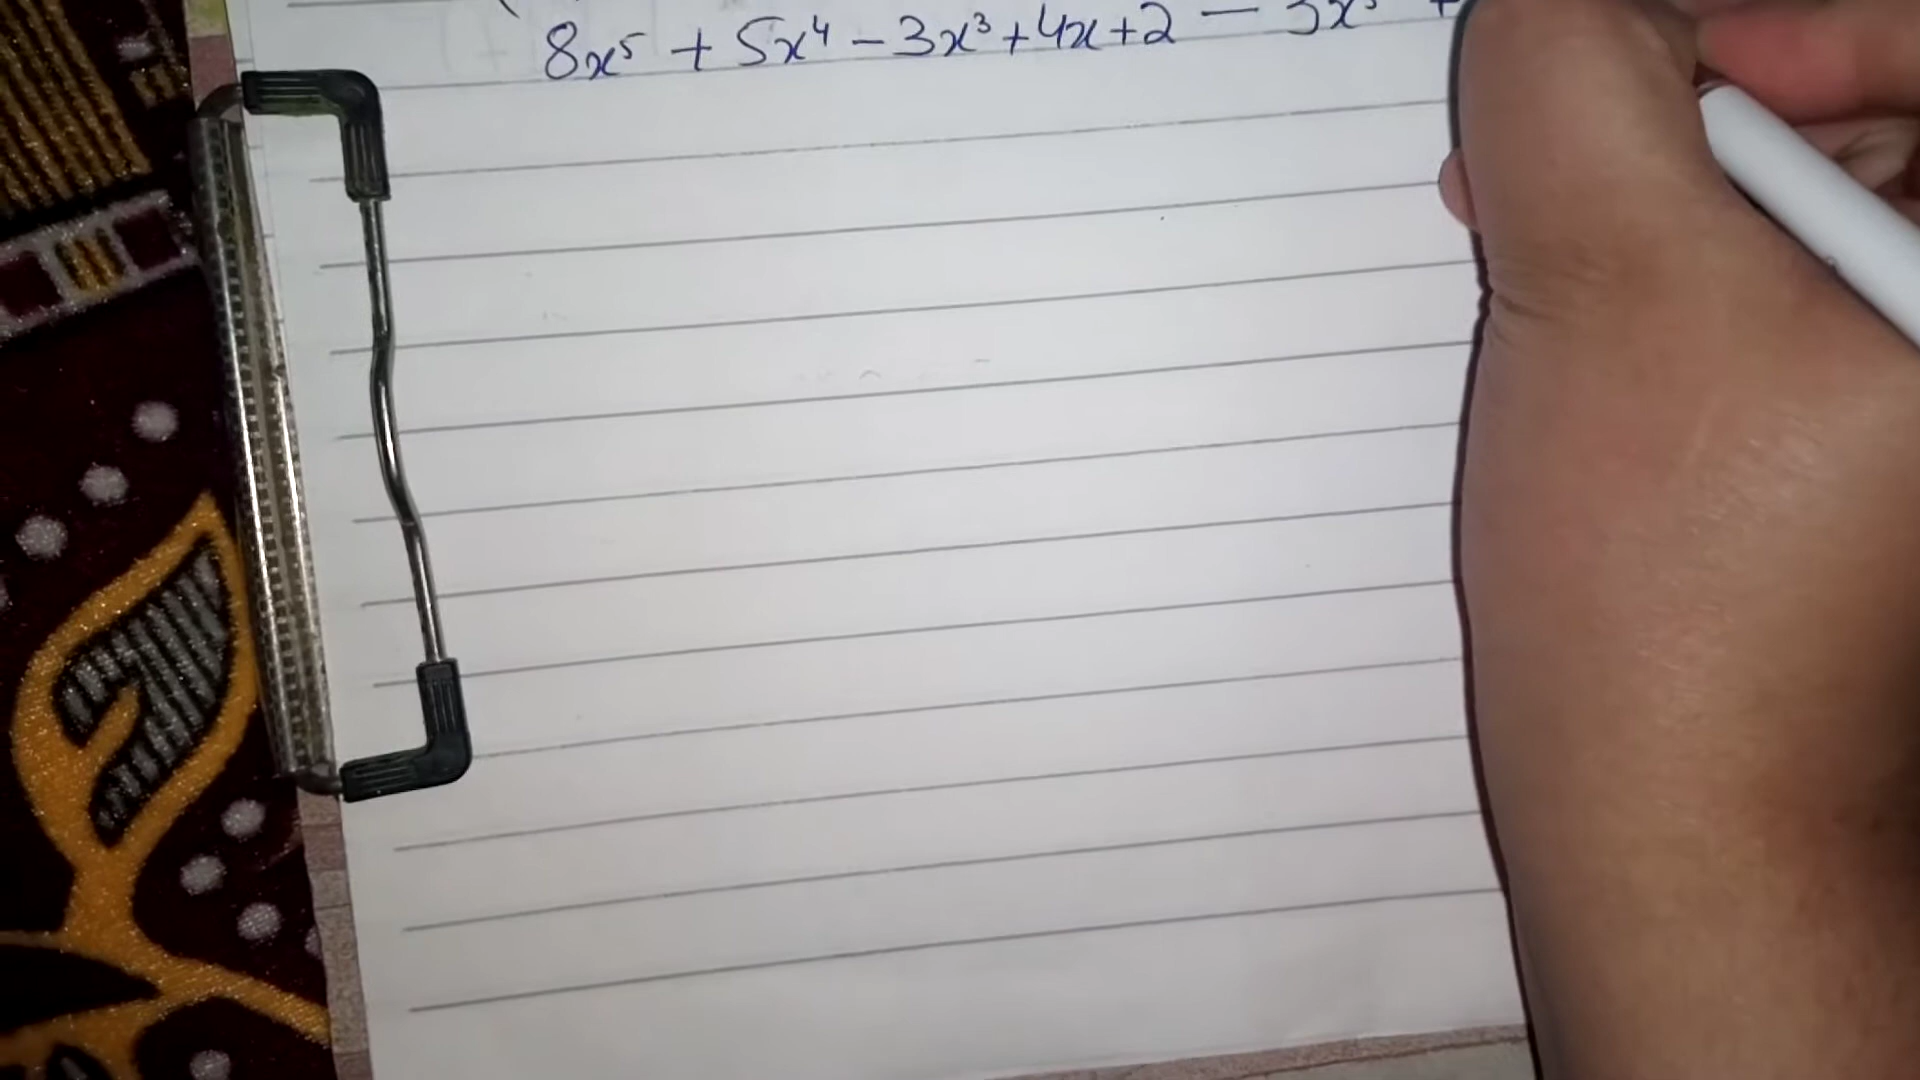 8x⁵ + 5x⁴ - 3x³ + 4x + 2 -